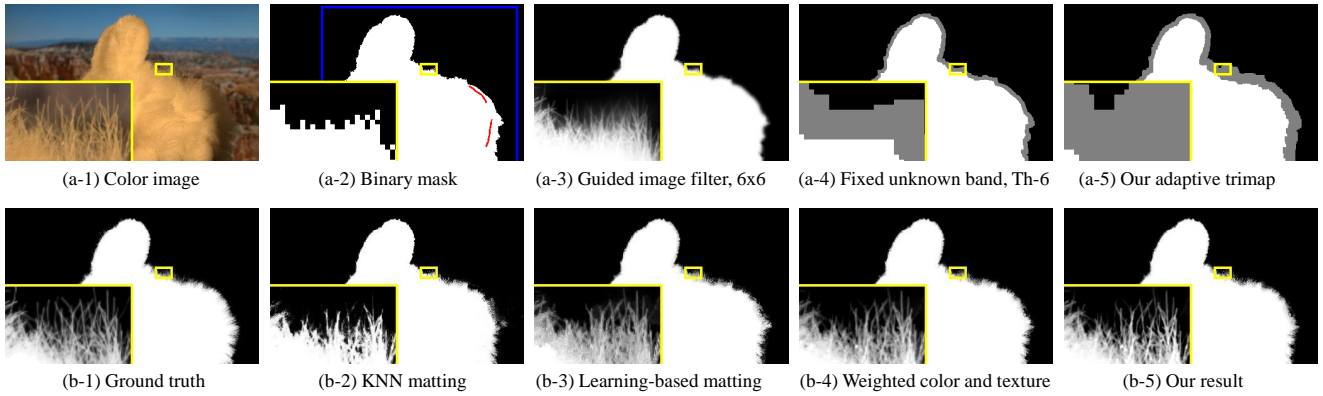 (a-1) Color image
(a-2) Binary mask
(a-3) Guided image filter, 6x6
(a-4) Fixed unknown band, Th-6
(a-5) Our adaptive trimap
(b-1) Ground truth
(b-2) KNN matting
(b-3) Learning-based matting
(b-4) Weighted color and texture
(b-5) Our result